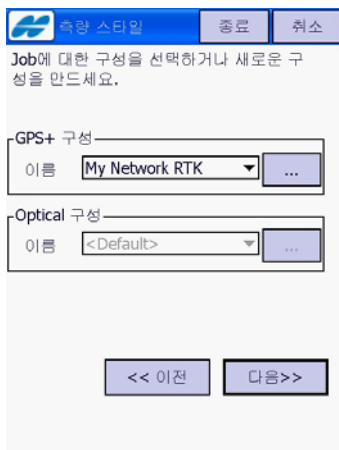 측량 스타일
종료
취소
Job에 대한 구성을 선택하거나 새로운 구
성을 만드세요.
GPS+ 구성
이름
My Network RTK
...
Optical 구성
이름
<Default>
...
<< 이전
다음>>